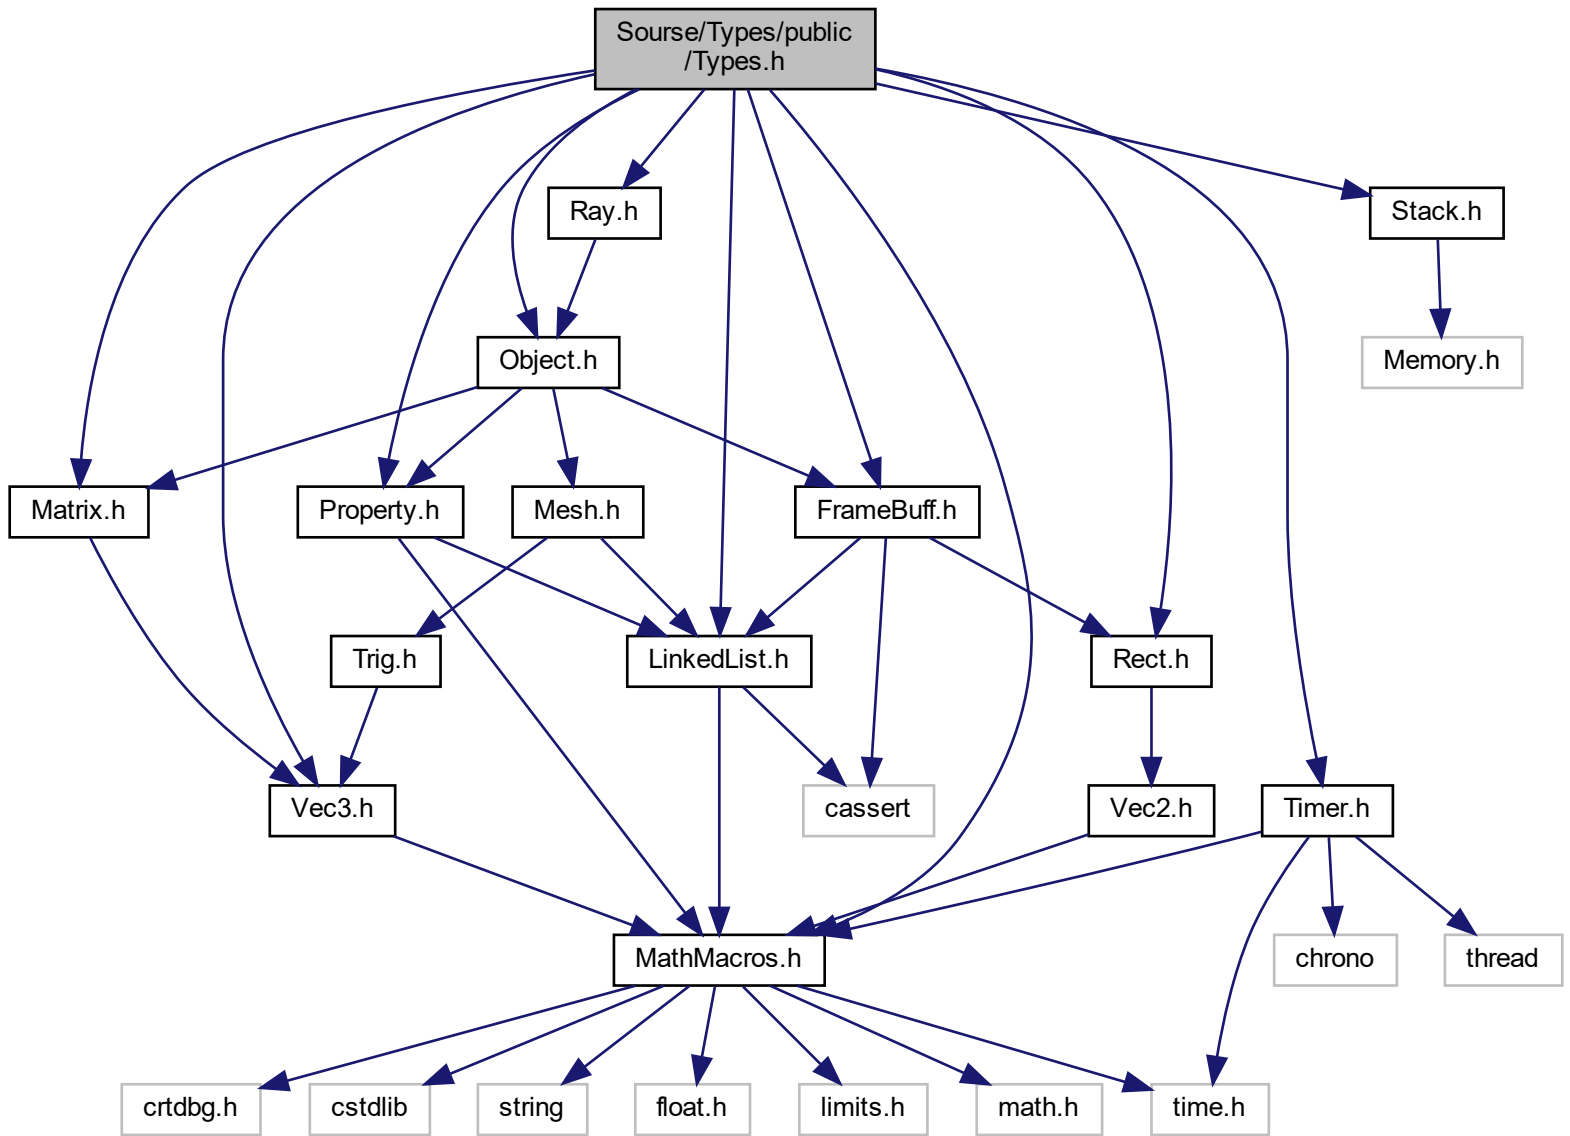 Sourse/Types/public
/Types.h
Ray.h
Stack.h
Object.h
Memory.h
Matrix.h
Property.h
Mesh.h
FrameBuff.h
Trig.h
LinkedList.h
Rect.h
Vec3.h
cassert
Vec2.h
Timer.h
MathMacros.h
chrono
thread
crtdbg.h
cstdlib
string
float.h
limits.h
math.h
time.h